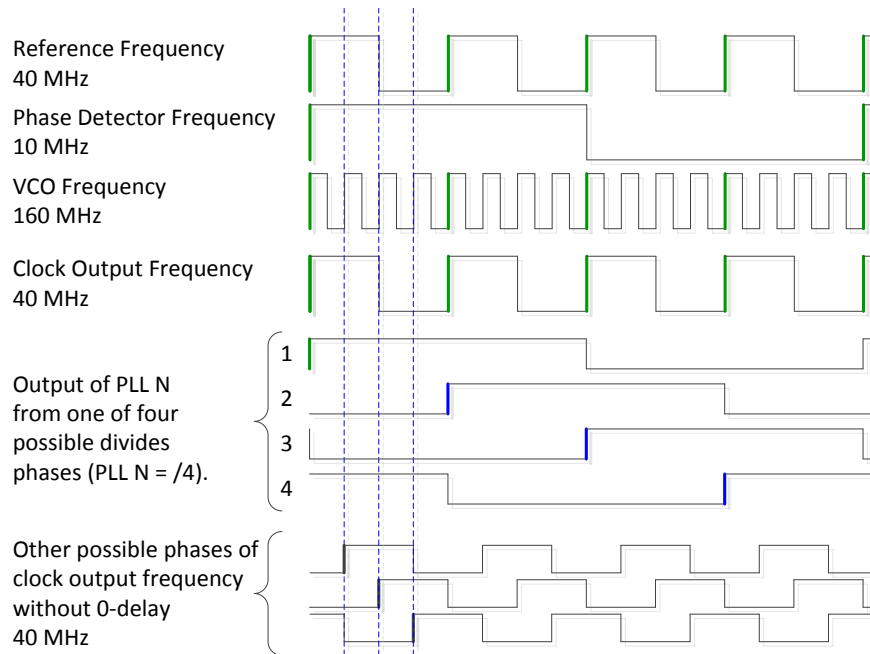 Reference Frequency
40 MHz
Phase Detector Frequency
10 MHz
VCO Frequency
160 MHz
Clock Output Frequency
40 MHz
Output of PLL N
from one of four
possible divides
phases (PLL N = /4).
1
2
3
4
Other possible phases of
clock output frequency
without 0-delay
40 MHz